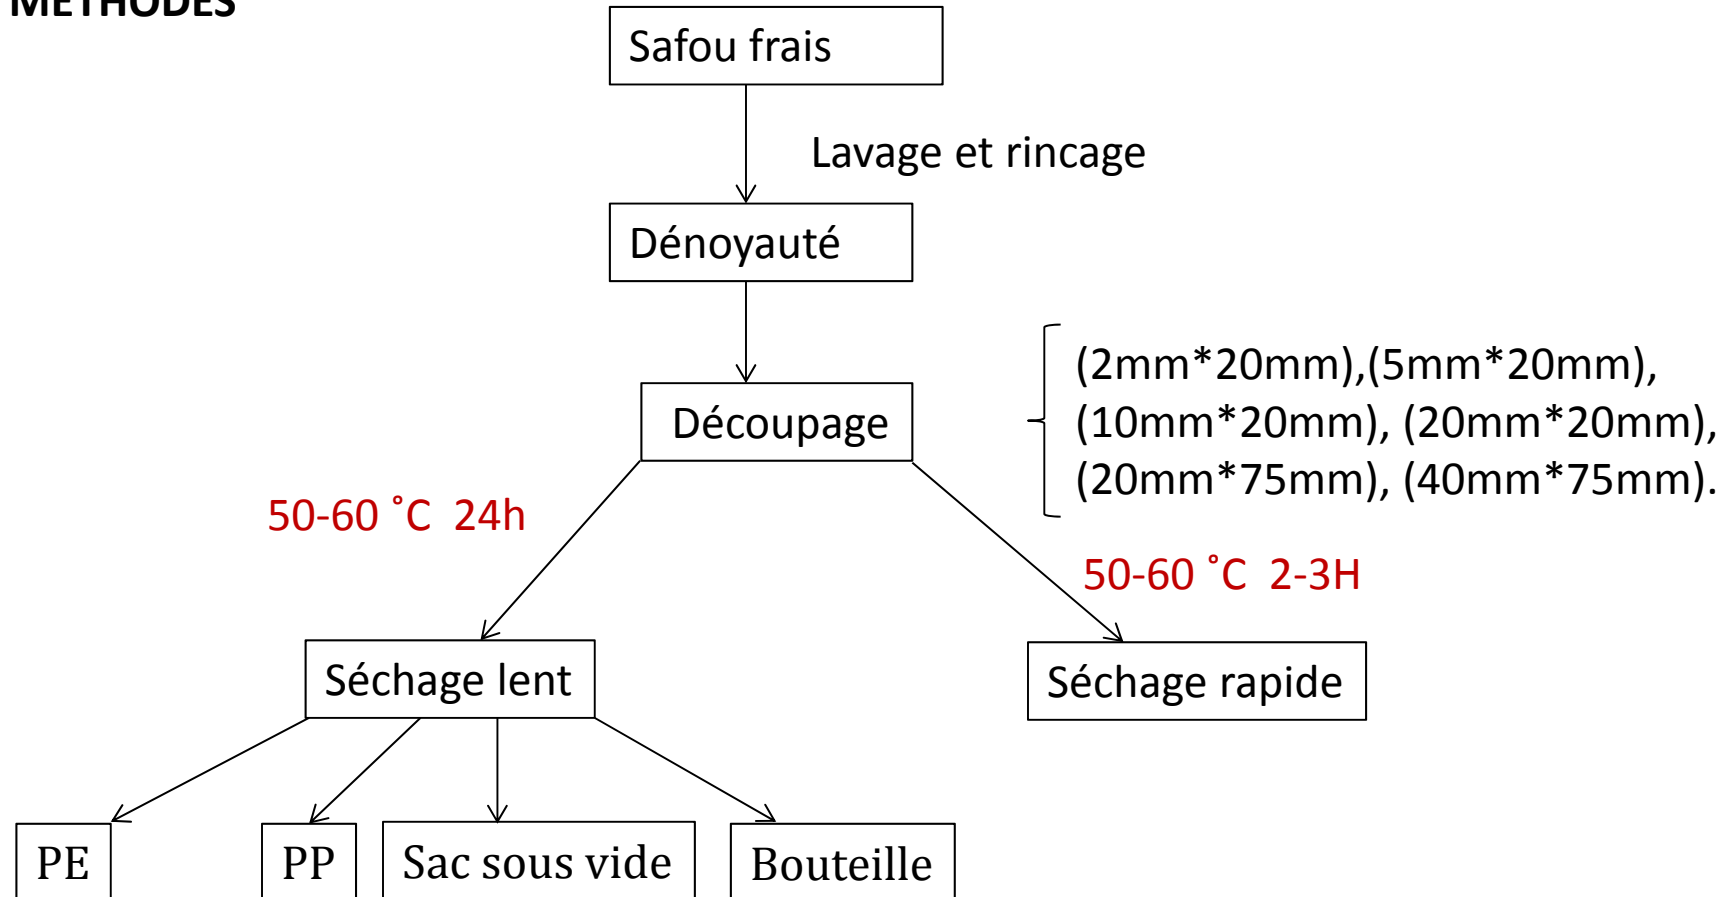 METHODES
Safou frais
Lavage et rincage
Dénoyauté
Découpage
(2mm*20mm),(5mm*20mm),
(10mm*20mm), (20mm*20mm),
(20mm*75mm), (40mm*75mm).
50-60 ˚C 24h
50-60 ˚C 2-3H
Séchage lent
Séchage rapide
PE
PP
Sac sous vide
Bouteille